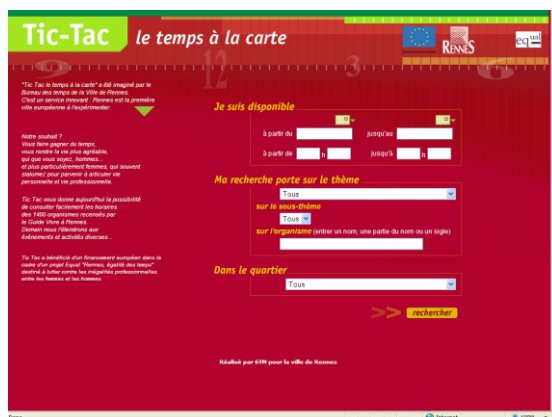 Tic-Tac le temps à la carte
RENNES
equal
12
3
6
"Tic Tac le temps à la carte" a été imaginé par le
Bureau des temps de la Ville de Rennes.
C'est un service innovant : Rennes est la première
ville européenne à l'expérimenter.
Notre souhait ?
Vous faire gagner du temps,
vous rendre la vie plus agréable,
qui que vous soyez, hommes...
et plus particulièrement femmes, qui souvent
slalomez pour parvenir à articuler vie
personnelle et vie professionnelle.
Tic Tac vous donne aujourd'hui la possibilité
de consulter facilement les horaires
des 1400 organismes recensés par
le Guide Vivre à Rennes.
Demain nous l'étendrons aux
évènements et activités diverses...
Tic Tac a bénéficié d'un financement européen dans le
cadre d'un projet Equal "Rennes, égalité des temps"
destiné à lutter contre les inégalités professionnelles
entre les femmes et les hommes.
Je suis disponible
à partir du jusqu'au
à partir de h jusqu'à h
Ma recherche porte sur le thème
Tous
sur le sous-thème
Tous
sur l'organisme (entrer un nom, une partie du nom ou un sigle)
Dans le quartier
Tous
>> rechercher
Réalisé par GTM pour la ville de Rennes
Internet
100%